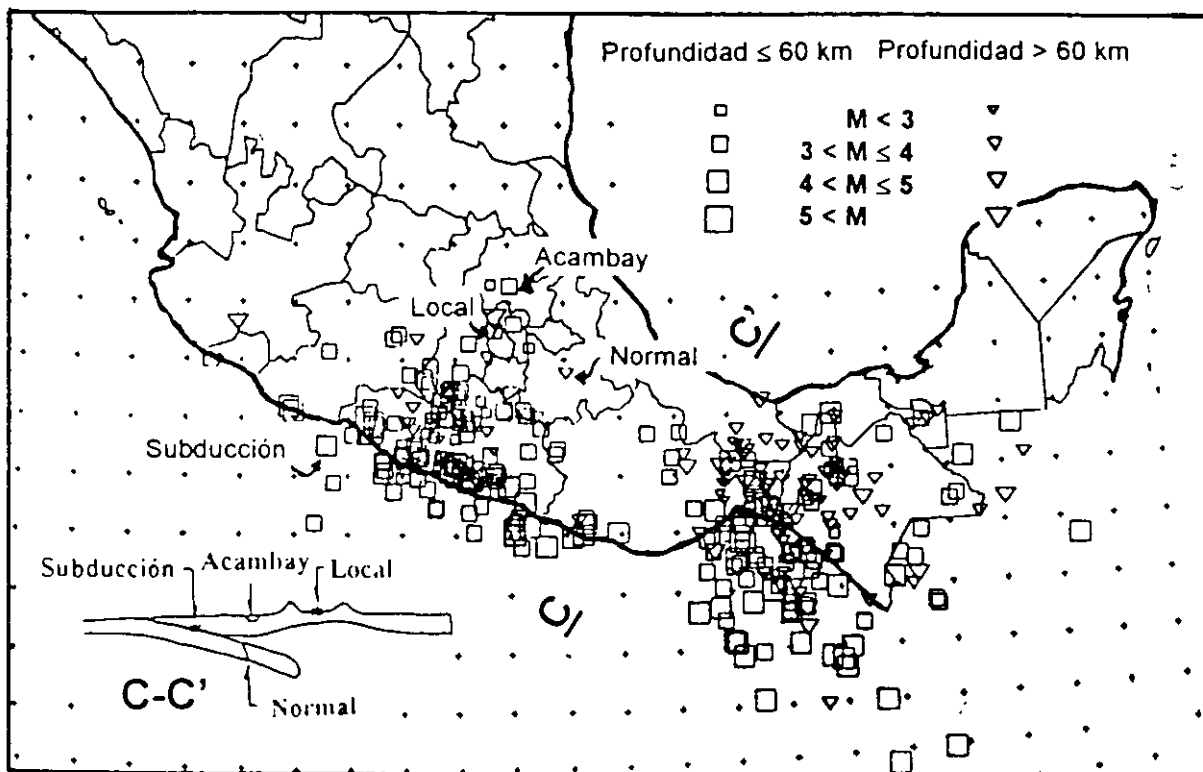 Profundidad ≤ 60 km Profundidad > 60 km
M < 3
3 < M ≤ 4
4 < M ≤ 5
5 < M
Acambay
Local
Normal
C'
Subducción
C
Subducción Acambay Local
C-C'
Normal